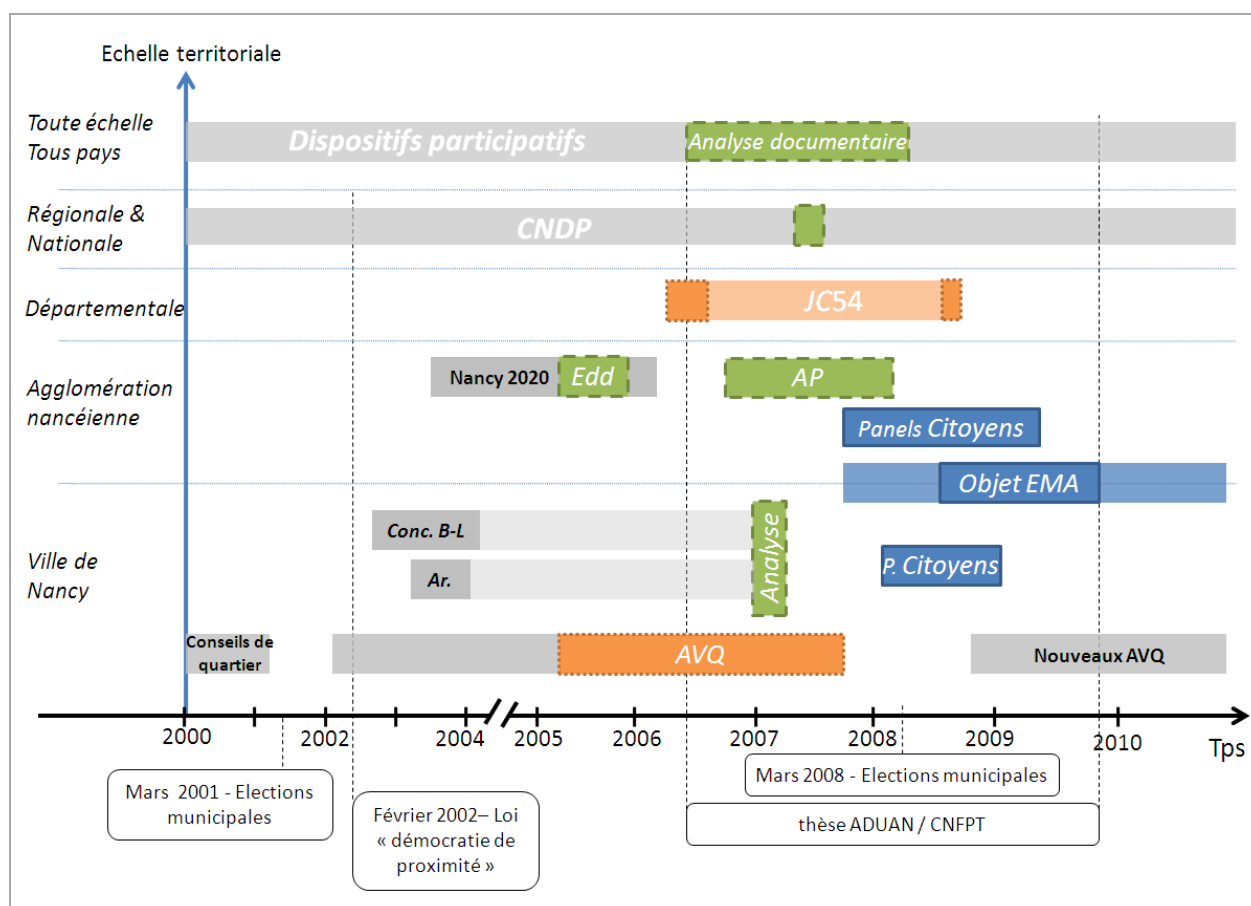 Echelle territoriale
Toute échelle
Tous pays
Dispositifs participatifs
Analyse documentaire
Régionale &
Nationale
CNDP
Départementale
JC54
Agglomération
nancéienne
Nancy 2020
Edd
AP
Panels Citoyens
Objet EMA
Ville de
Nancy
Conc. B-L
Ar.
Analyse
P. Citoyens
Conseils de
quartier
AVQ
Nouveaux AVQ
2000
2002
2004
2005
2006
2007
2008
2009
2010
Tps
Mars 2001 - Elections
municipales
Février 2002– Loi
« démocratie de
proximité »
Mars 2008 - Elections municipales
thèse ADUAN / CNFPT